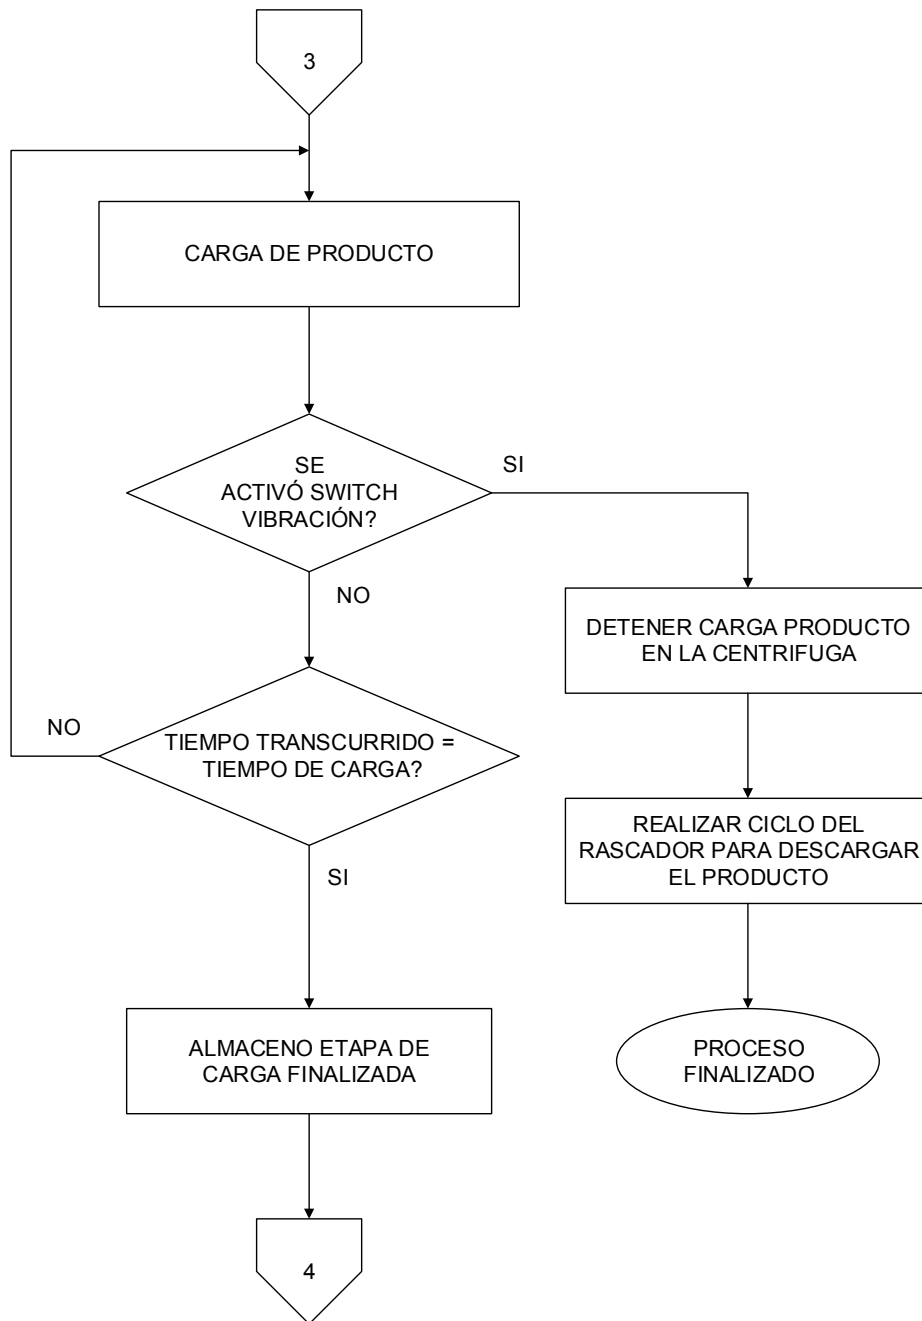 3
CARGA DE PRODUCTO
SE
ACTIVÓ SWITCH
VIBRACIÓN?
SI
NO
DETENER CARGA PRODUCTO
EN LA CENTRIFUGA
NO
TIEMPO TRANSCURRIDO =
TIEMPO DE CARGA?
SI
REALIZAR CICLO DEL
RASCADOR PARA DESCARGAR
EL PRODUCTO
ALMACENO ETAPA DE
CARGA FINALIZADA
PROCESO
FINALIZADO
4